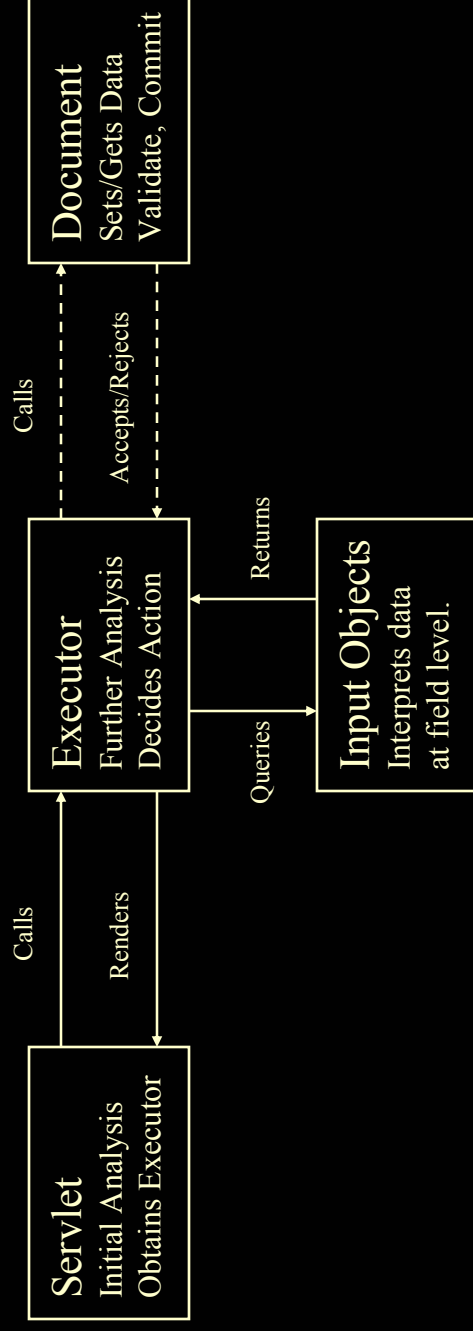 Servlet
Initial Analysis
Obtains Executor
Calls
Renders
Executor
Further Analysis
Decides Action
Calls
Accepts/Rejects
Document
Sets/Gets Data
Validate, Commit
Queries
Returns
Input Objects
Interprets data
at field level.